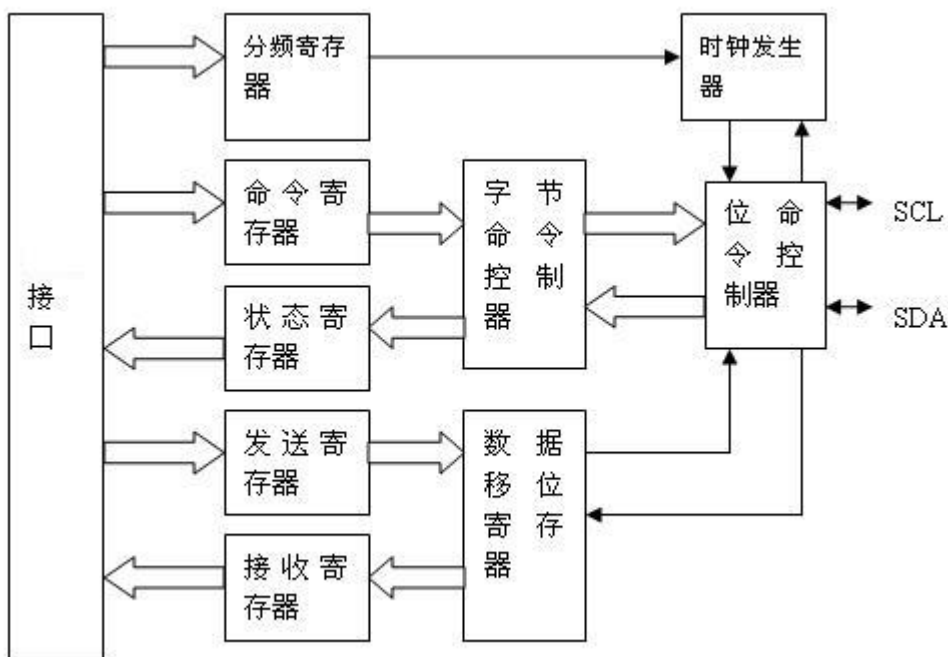 接
口
分频寄存
器
时钟发生
器
命令寄
存器
字节
命令
控制
器
位命
令控
制器
SCL
SDA
状态寄
存器
发送寄
存器
数据
移位
寄存
器
接收寄
存器